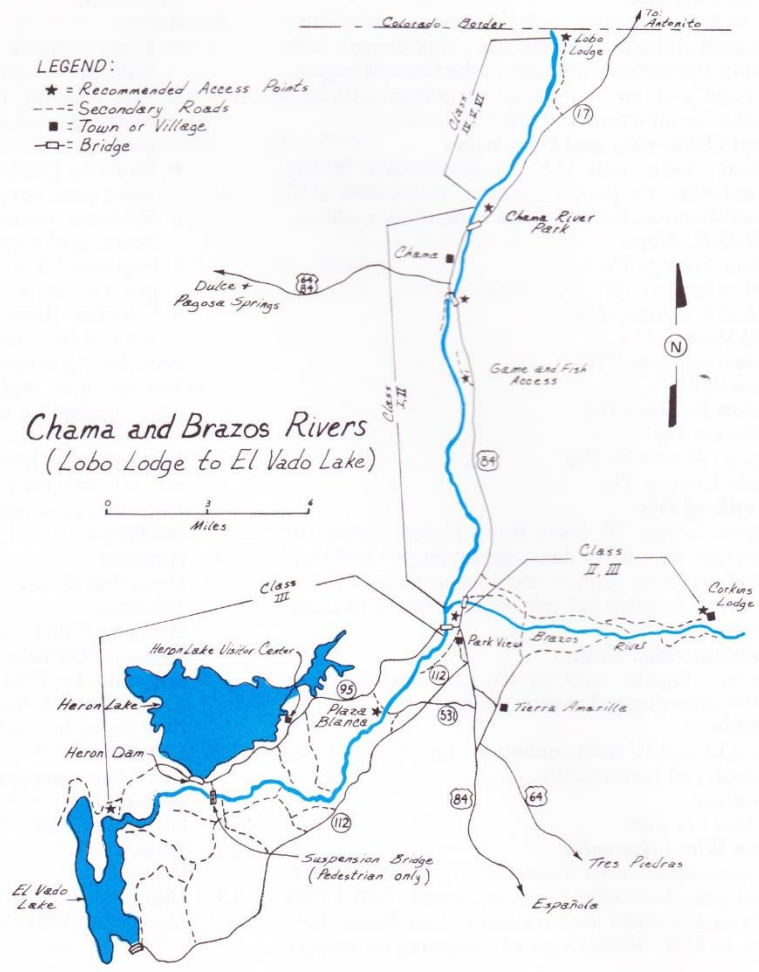 Colorado Border
To:
Antonito
Lobo
Lodge
LEGEND:
★ = Recommended Access Points
---- = Secondary Roads
■ = Town or Village
= Bridge
Class
IV, V, VI
17
Chama River
Park
Chama
64
84
Dulce +
Pagosa Springs
N
Game and Fish
Access
Class
I, II
Chama and Brazos Rivers
(Lobo Lodge to El Vado Lake)
84
0 3 6
Miles
Class
II, III
Corkins
Lodge
Class
III
Heron Lake Visitor Center
Park View
Brazos
River
112
95
Heron Lake
Plaza
Blanca
531
Tierra Amarilla
Heron Dam
84
64
112
Suspension Bridge
(Pedestrian only)
Tres Piedras
El Vado
Lake
Española